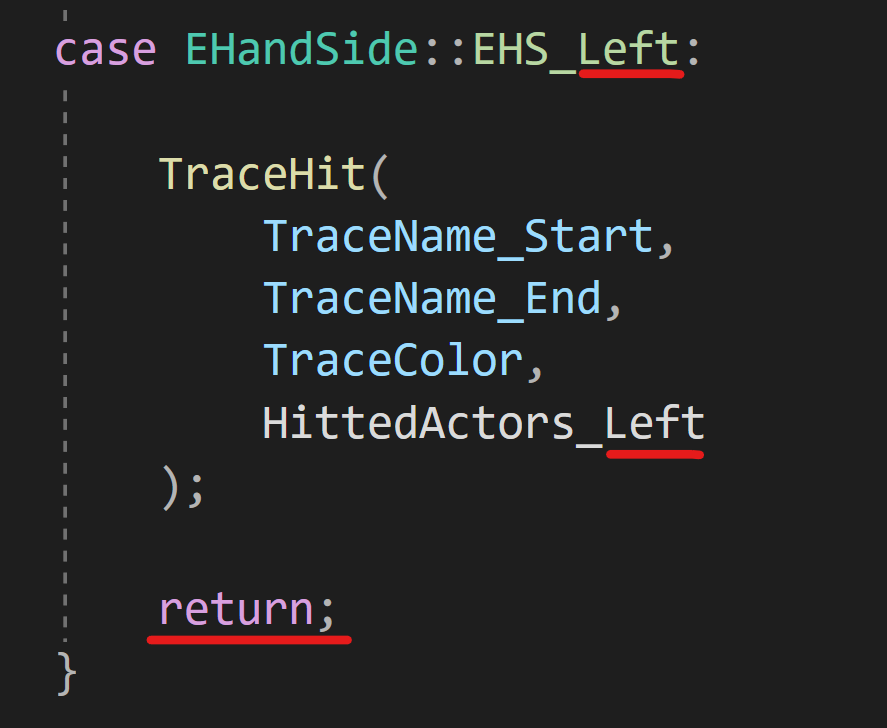 case EHandSide::EHS_Left:
TraceHit(
TraceName_Start,
TraceName_End,
TraceColor,
HittedActors_Left
);
return;
}